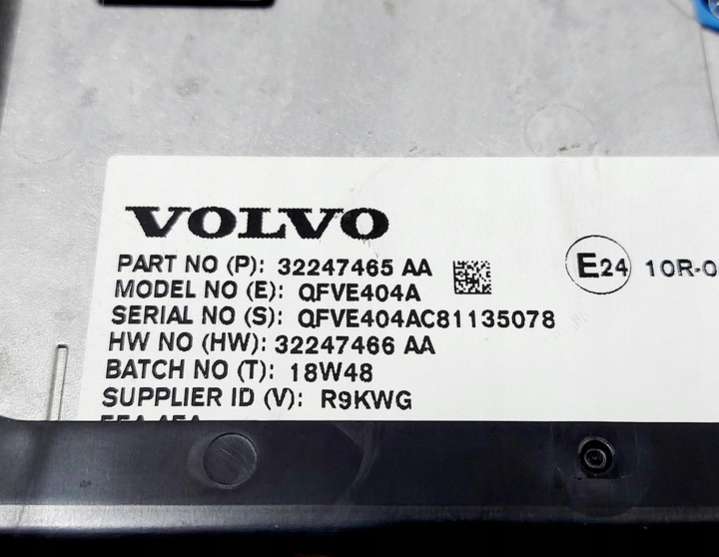 VOLVO
PART NO (P): 32247465 AA
MODEL NO (E): QFVE404A
SERIAL NO (S): QFVE404AC81135078
HW NO (HW): 32247466 AA
BATCH NO (T): 18W48
SUPPLIER ID (V): R9KWG
E24 10R-0